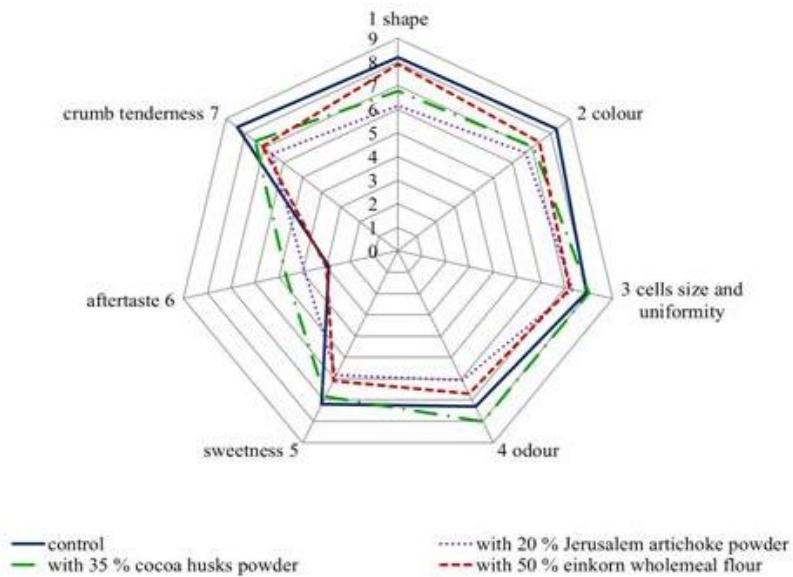 1 shape
9
8
7
6
5
4
3
2
1
0
2 colour
3 cells size and
uniformity
4 odour
sweetness 5
aftertaste 6
crumb tenderness 7
control
with 20 % Jerusalem artichoke powder
with 35 % cocoa husks powder
with 50 % einkorn wholemeal flour